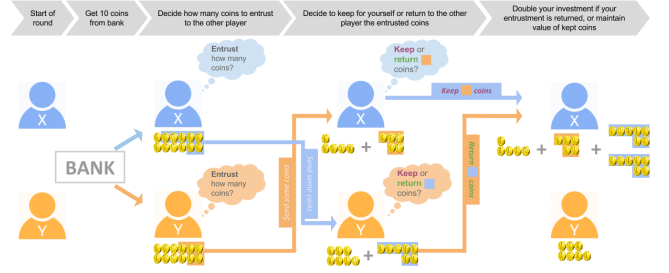 Start of
round
Get 10 coins
from bank
Decide how many coins to entrust
to the other player
Decide to keep for yourself or return to the other
player the entrusted coins
Double your investment if your
entrustment is returned, or maintain
value of kept coins
X
Y
BANK
Entrust
how many
coins?
X
Entrust
how many
coins?
Y
Send some coins
Send some coins
Keep or
return
coins?
X
+
Keep or
return
coins?
Y
+
Keep coins
Return coins
X
+
+
Y